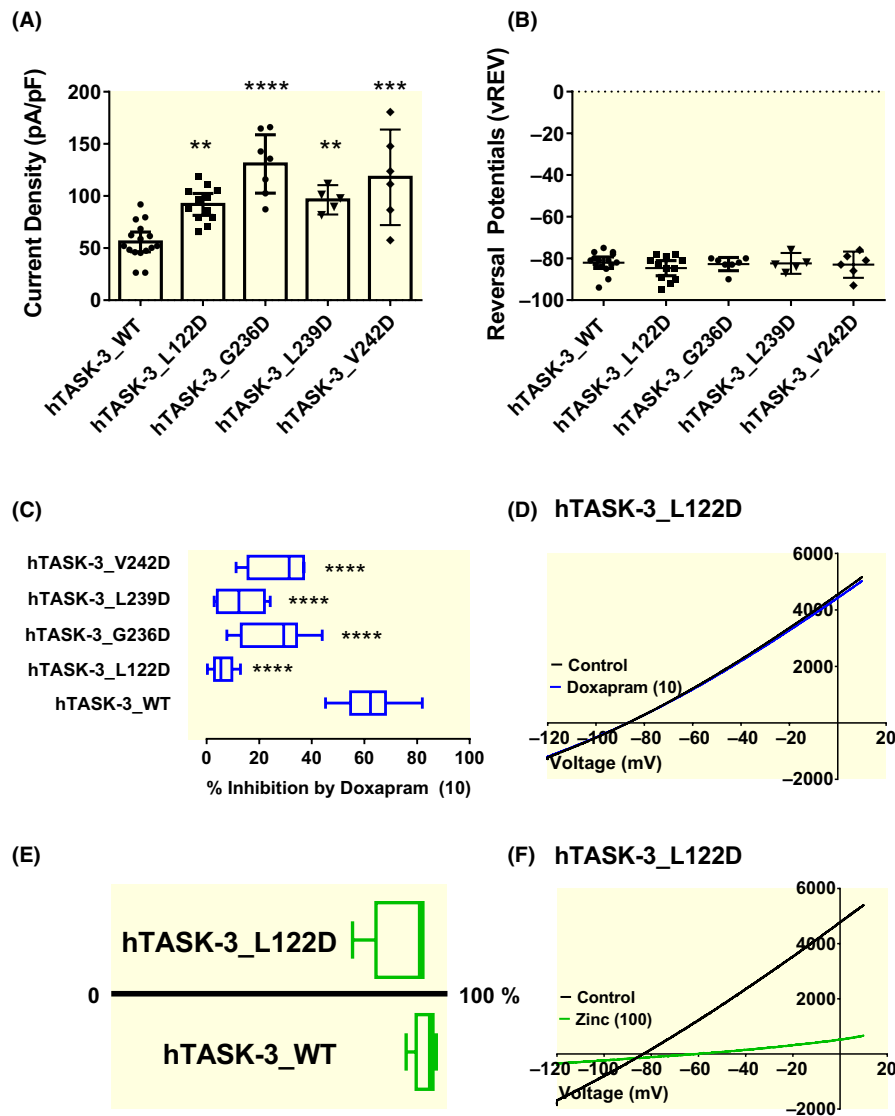 (A)
Current Density (pA/pF)
200
150
100
50
0
**
****
**
***
hTASK-3_WT
hTASK-3_L122D
hTASK-3_G236D
hTASK-3_L239D
hTASK-3_V242D
(B)
Reversal Potentials (vREV)
0
−20
−40
−60
−80
−100
hTASK-3_WT
hTASK-3_L122D
hTASK-3_G236D
hTASK-3_L239D
hTASK-3_V242D
(C)
hTASK-3_V242D
****
hTASK-3_L239D
****
hTASK-3_G236D
****
hTASK-3_L122D
****
hTASK-3_WT
0 20 40 60 80 100
% Inhibition by Doxapram (10)
(D) hTASK-3_L122D
6000
4000
2000
−2000
Control
Doxapram (10)
−120 −100 −80 −60 −40 −20 20
Voltage (mV)
(E)
hTASK-3_L122D
0 100 %
hTASK-3_WT
(F) hTASK-3_L122D
6000
4000
2000
−2000
Control
Zinc (100)
−120 −100 −80 −60 −40 −20 20
Voltage (mV)